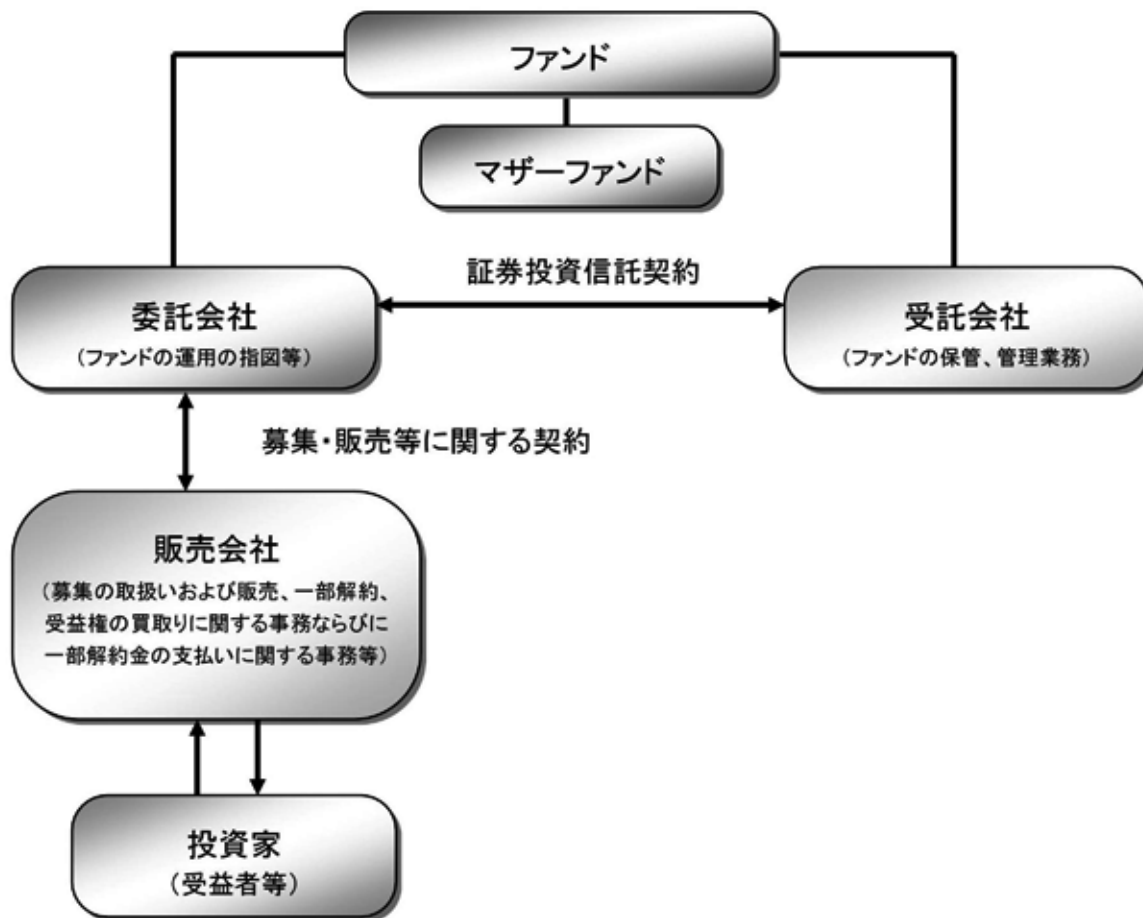 ファンド
マザーファンド
証券投資信託契約
委託会社
（ファンドの運用の指図等）
受託会社
（ファンドの保管、管理業務）
募集・販売等に関する契約
販売会社
（募集の取扱いおよび販売、一部解約、
受益権の買取りに関する事務ならびに
一部解約金の支払いに関する事務等）
投資家
（受益者等）